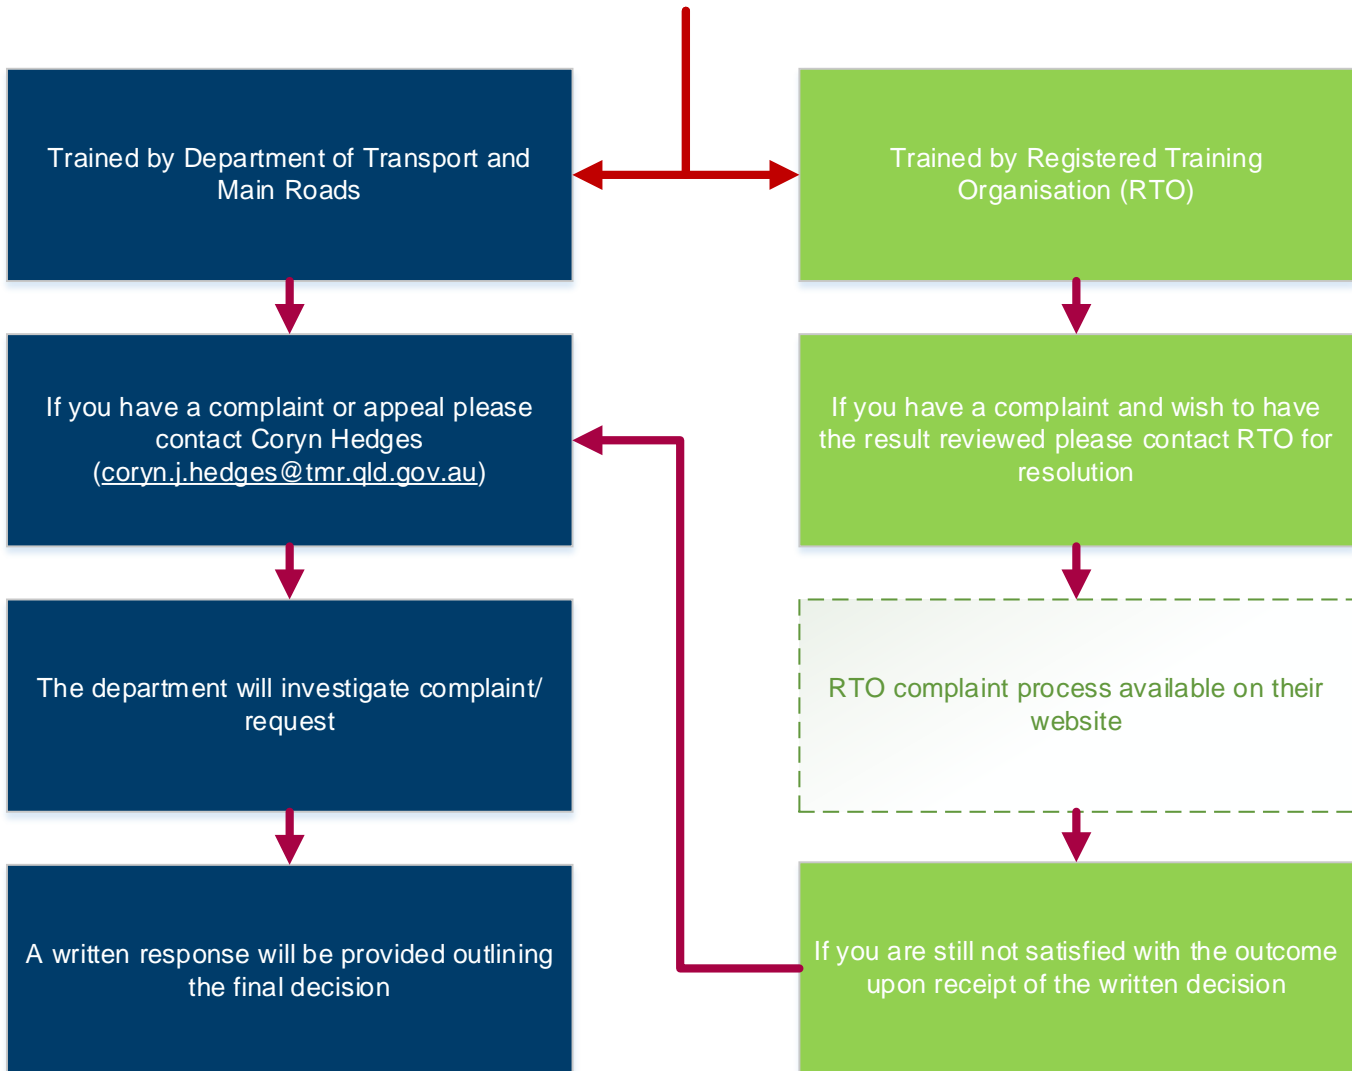 Trained by Department of Transport and
Main Roads
Trained by Registered Training
Organisation (RTO)
If you have a complaint or appeal please
contact Coryn Hedges
(coryn.j.hedges@tmr.qld.gov.au)
If you have a complaint and wish to have
the result reviewed please contact RTO for
resolution
The department will investigate complaint/
request
RTO complaint process available on their
website
A written response will be provided outlining
the final decision
If you are still not satisfied with the outcome
upon receipt of the written decision